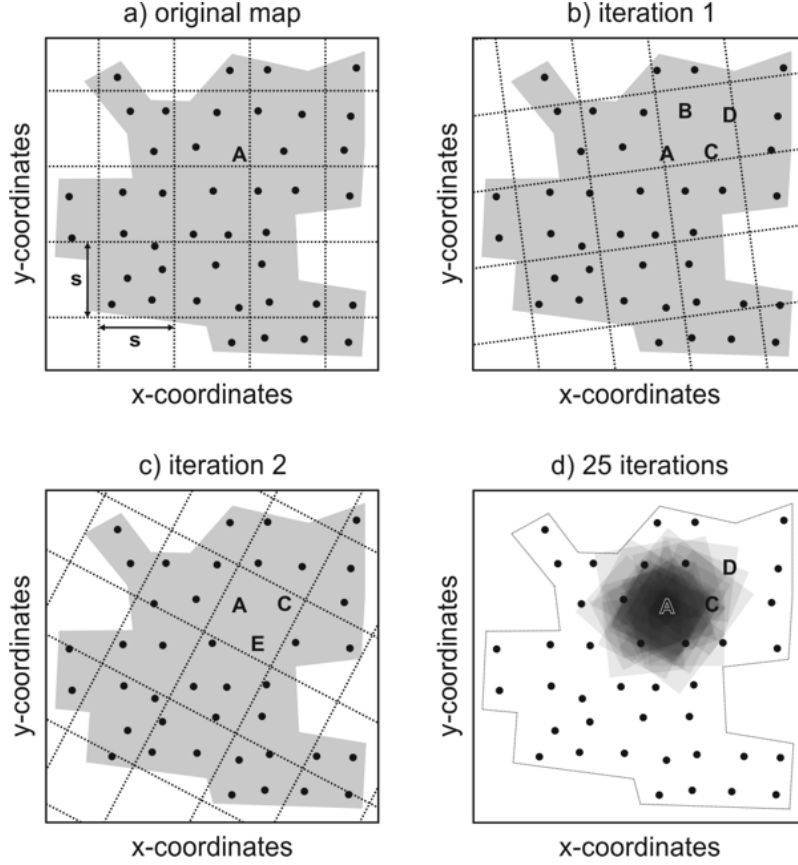 a) original map
b) iteration 1
y-coordinates
A
s
s
x-coordinates
y-coordinates
B
D
A
C
x-coordinates
c) iteration 2
d) 25 iterations
y-coordinates
A
C
E
x-coordinates
y-coordinates
D
A
C
x-coordinates